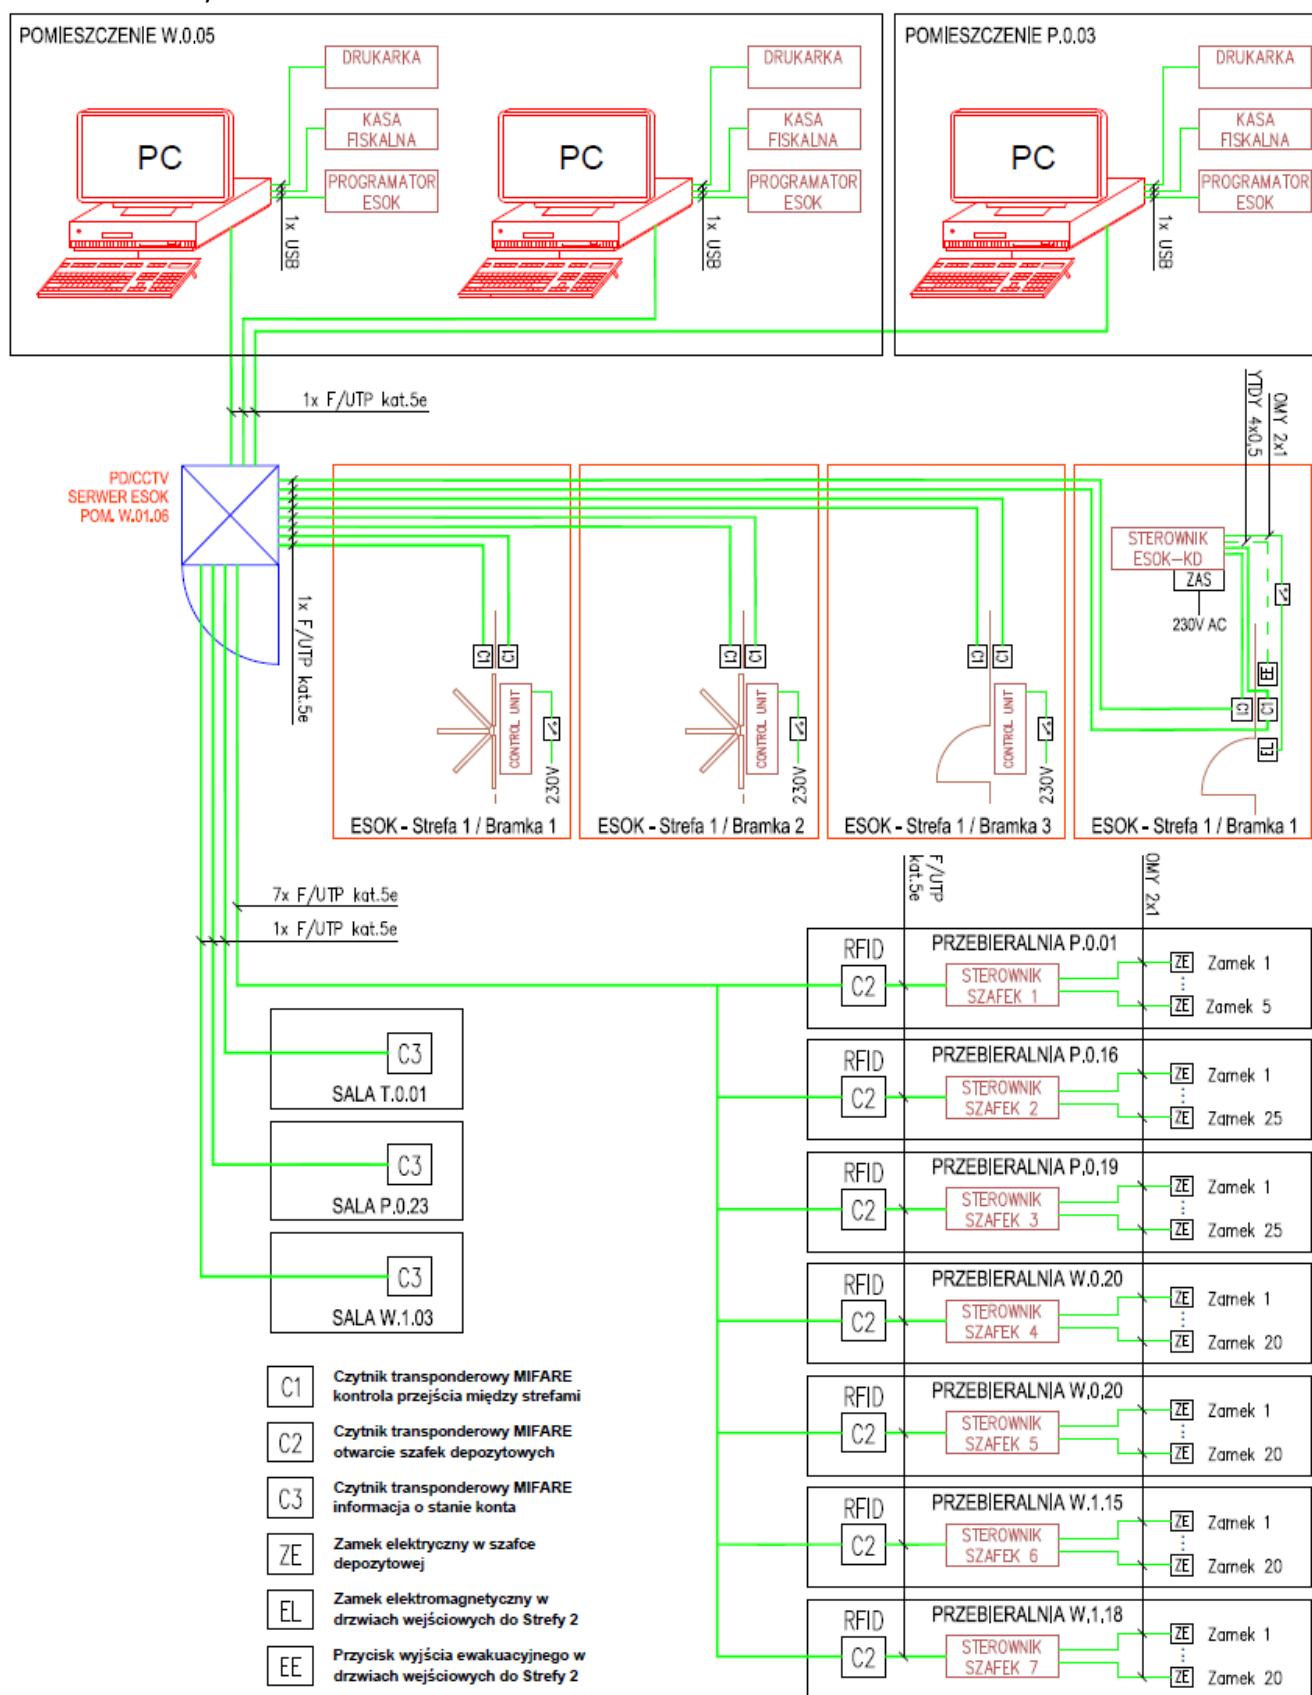 POMIESZCZENIE W.0.05
DRUKARKA
KASA
FISKALNA
PROGRAMATOR
ESOK
PC
1x USB
DRUKARKA
KASA
FISKALNA
PROGRAMATOR
ESOK
PC
1x USB
POMIESZCZENIE P.0.03
DRUKARKA
KASA
FISKALNA
PROGRAMATOR
ESOK
PC
1x USB
1x F/UTP kat.5e
YTDY 4x0,5
OMY 2x1
PD/CCTV
SERWER ESOK
POM. W.01.06
1x F/UTP kat.5e
C1
C1
CONTROL UNIT
230V
ESOK - Strefa 1 / Bramka 1
C1
C1
CONTROL UNIT
230V
ESOK - Strefa 1 / Bramka 2
C1
C1
CONTROL UNIT
230V
ESOK - Strefa 1 / Bramka 3
STEROWNIK
ESOK-KD
ZAS
230V AC
EE
C1
C1
EL
ESOK - Strefa 1 / Bramka 1
7x F/UTP kat.5e
1x F/UTP kat.5e
F/UTP
kat.5e
OMY 2x1
C3
SALA T.0.01
C3
SALA P.0.23
C3
SALA W.1.03
RFID
C2
PRZEBIERALNIA P.0.01
STEROWNIK
SZAFEK 1
ZE Zamek 1
ZE Zamek 5
RFID
C2
PRZEBIERALNIA P.0.16
STEROWNIK
SZAFEK 2
ZE Zamek 1
ZE Zamek 25
RFID
C2
PRZEBIERALNIA P.0.19
STEROWNIK
SZAFEK 3
ZE Zamek 1
ZE Zamek 25
RFID
C2
PRZEBIERALNIA W.0.20
STEROWNIK
SZAFEK 4
ZE Zamek 1
ZE Zamek 20
RFID
C2
PRZEBIERALNIA W.0.20
STEROWNIK
SZAFEK 5
ZE Zamek 1
ZE Zamek 20
RFID
C2
PRZEBIERALNIA W.1.15
STEROWNIK
SZAFEK 6
ZE Zamek 1
ZE Zamek 20
RFID
C2
PRZEBIERALNIA W.1.18
STEROWNIK
SZAFEK 7
ZE Zamek 1
ZE Zamek 20
C1 Czytnik transponderowy MIFARE
kontrola przejścia między strefami
C2 Czytnik transponderowy MIFARE
otwarcie szafek depozytowych
C3 Czytnik transponderowy MIFARE
informacja o stanie konta
ZE Zamek elektryczny w szafce
depozytowej
EL Zamek elektromagnetyczny w
drzwiach wejściowych do Strefy 2
EE Przycisk wyjścia ewakuacyjnego w
drzwiach wejściowych do Strefy 2